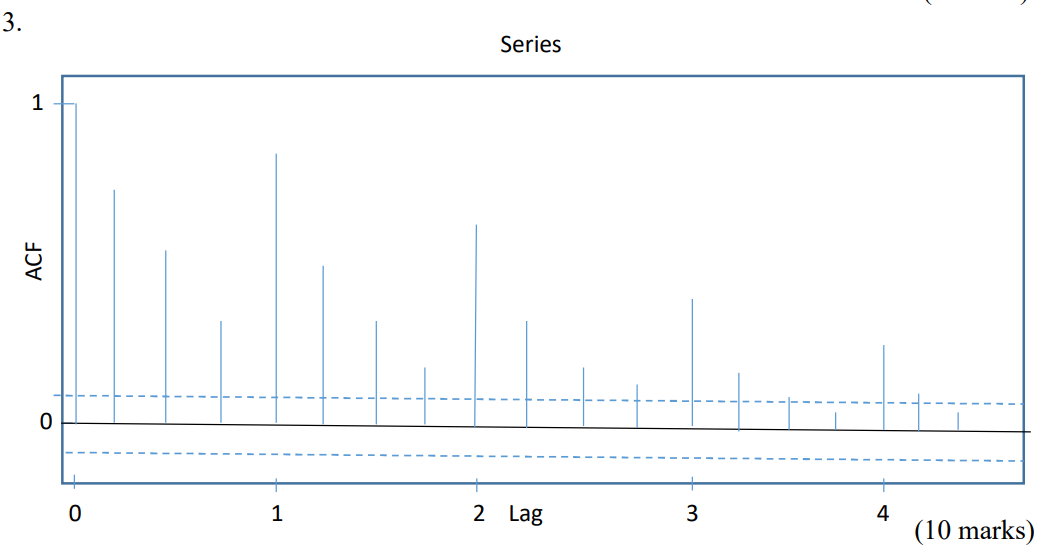 3.
Series
1
ACF
0
0 1 2 Lag 3 4
(10 marks)